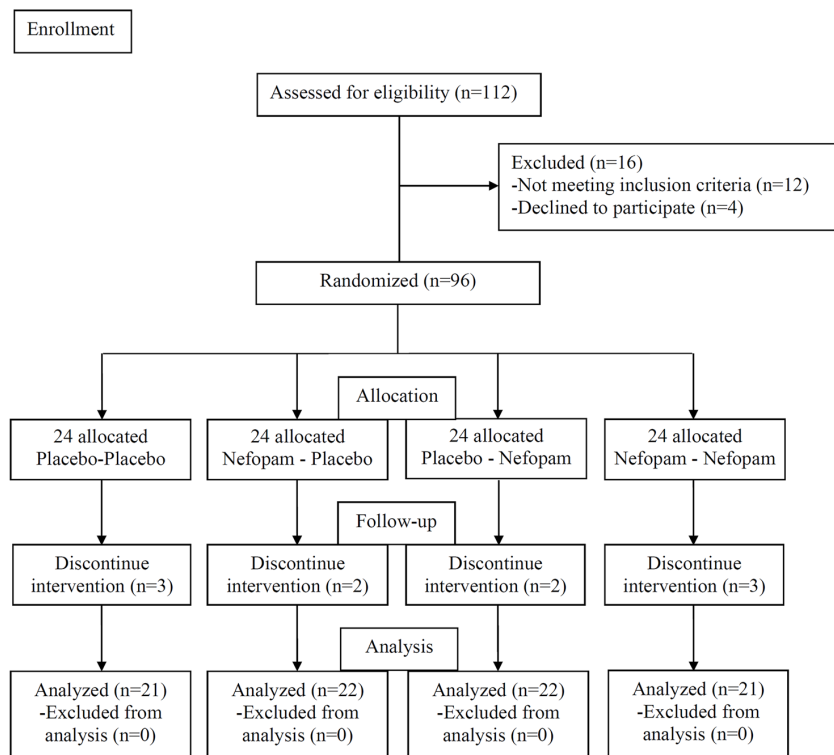 Enrollment
Assessed for eligibility (n=112)
Excluded (n=16)
-Not meeting inclusion criteria (n=12)
-Declined to participate (n=4)
Randomized (n=96)
Allocation
24 allocated
Placebo-Placebo
24 allocated
Nefopam - Placebo
24 allocated
Placebo - Nefopam
24 allocated
Nefopam - Nefopam
Follow-up
Discontinue
intervention (n=3)
Discontinue
intervention (n=2)
Discontinue
intervention (n=2)
Discontinue
intervention (n=3)
Analysis
Analyzed (n=21)
-Excluded from
analysis (n=0)
Analyzed (n=22)
-Excluded from
analysis (n=0)
Analyzed (n=22)
-Excluded from
analysis (n=0)
Analyzed (n=21)
-Excluded from
analysis (n=0)